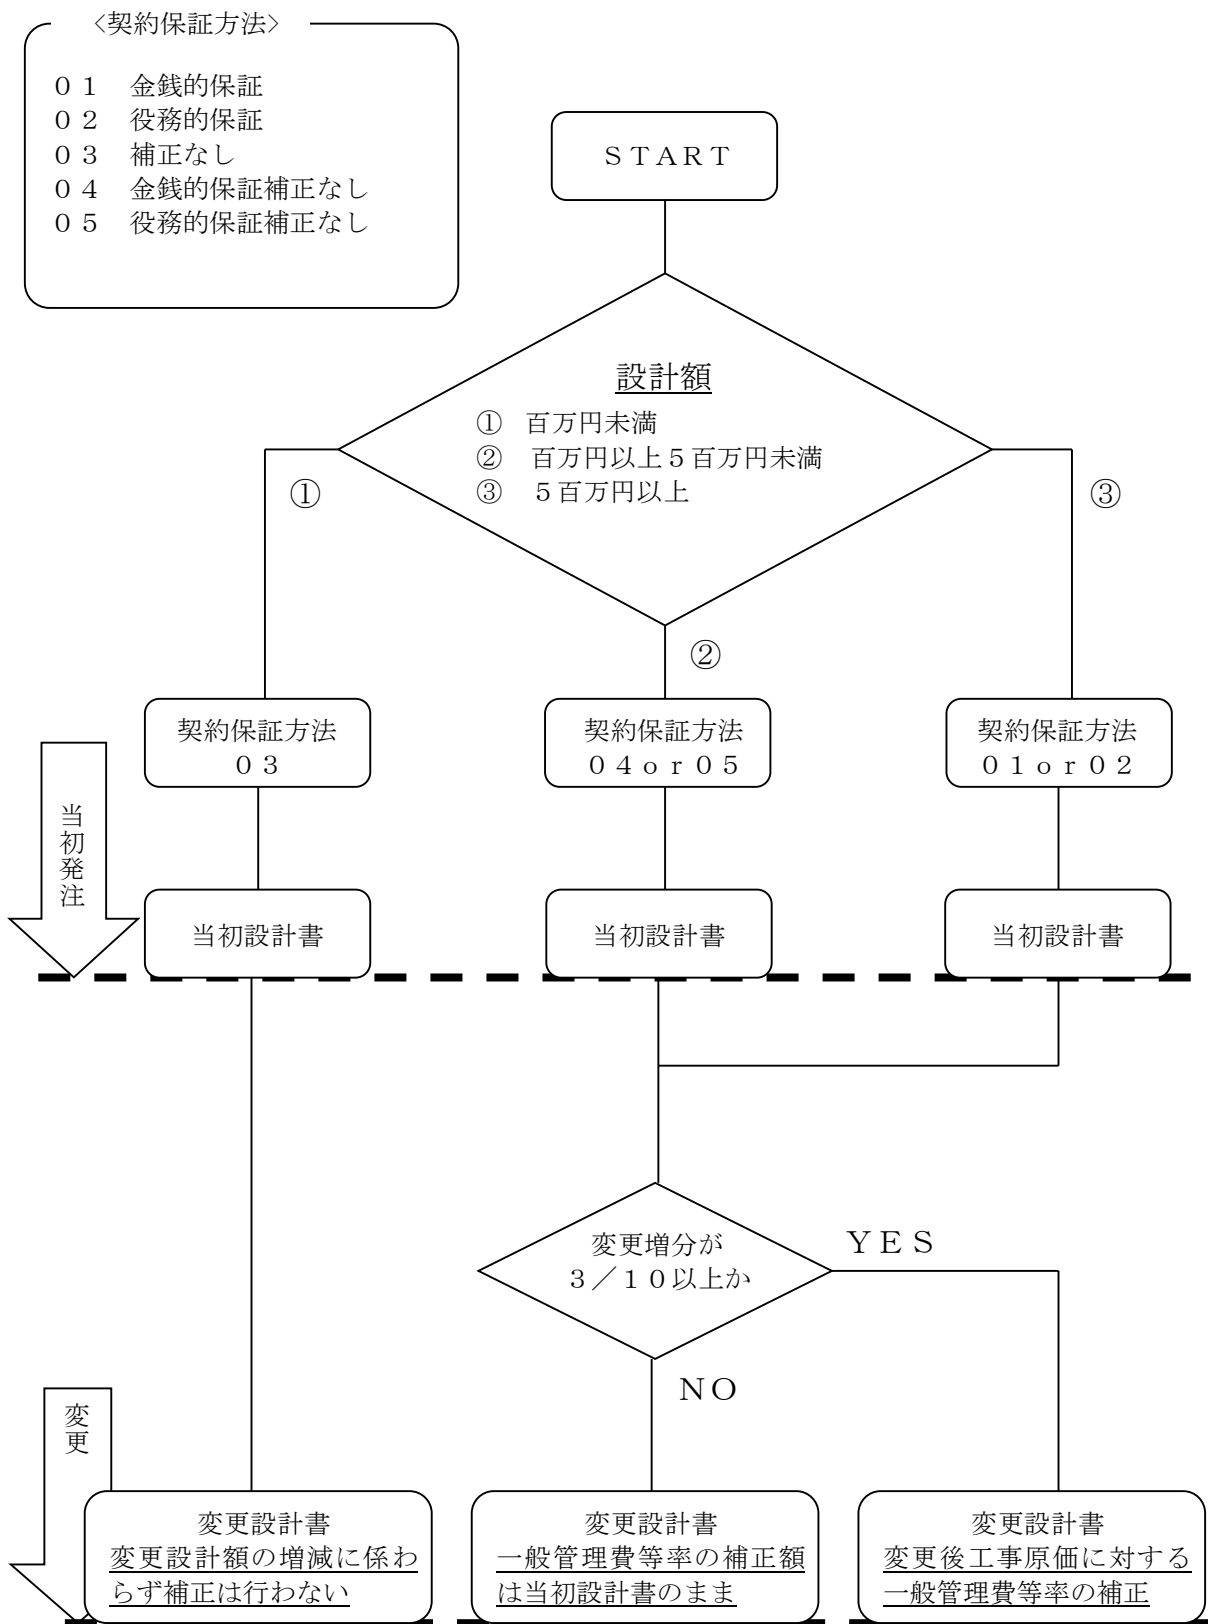 <契約保証方法>
０１　金銭的保証
０２　役務的保証
０３　補正なし
０４　金銭的保証補正なし
０５　役務的保証補正なし
ＳＴＡＲＴ
設計額
①　百万円未満
②　百万円以上５百万円未満
③　５百万円以上
①
②
③
契約保証方法
０３
契約保証方法
０４ｏｒ０５
契約保証方法
０１ｏｒ０２
当初発注
当初設計書
当初設計書
当初設計書
変更増分が
３／１０以上か
ＹＥＳ
ＮＯ
変更
変更設計書
変更設計額の増減に係わ
らず補正は行わない
変更設計書
一般管理費等率の補正額
は当初設計書のまま
変更設計書
変更後工事原価に対する
一般管理費等率の補正